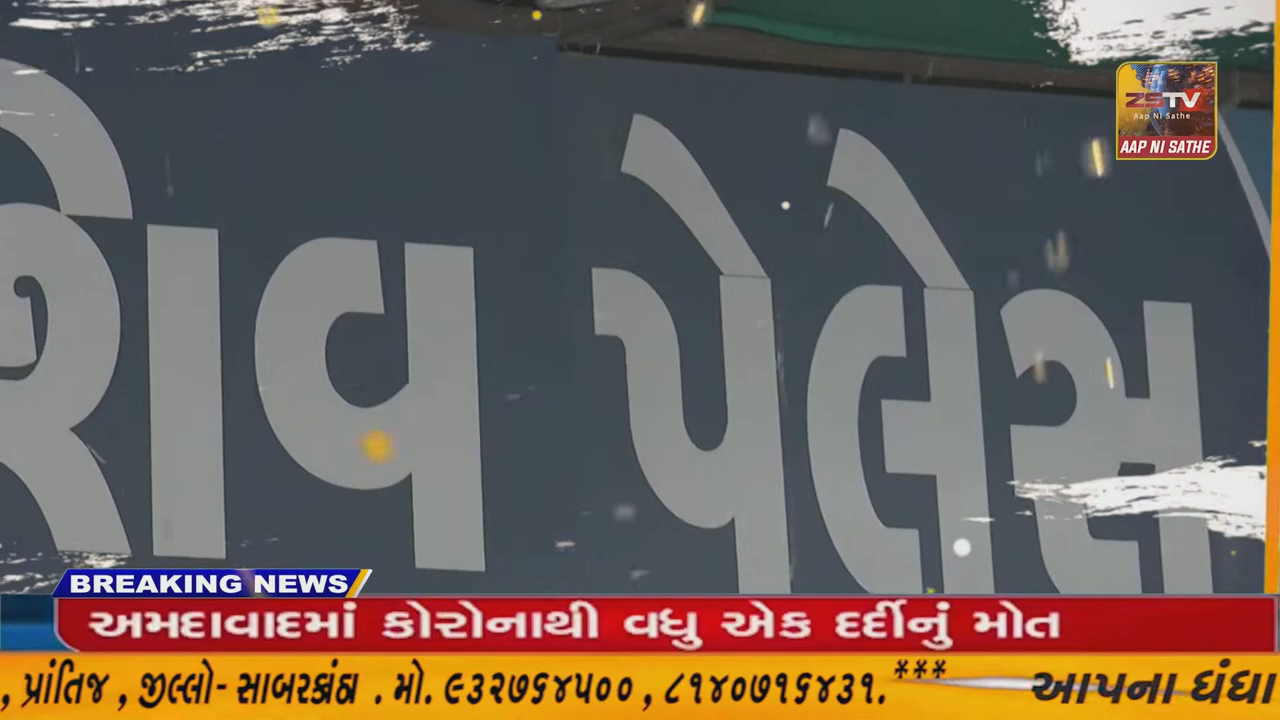 ZSTV
Aap Ni Sathe
AAP NI SATHE
શિવ પેલેસ
BREAKING NEWS
અમદાવાદમાં કોરોનાથી વધુ એક દર્દીનું મોત
, પ્રાંતિજ , જીલ્લો- સાબરકાંઠા . મો. ૯૩૨૭૬૪૫૦૦ , ૮૧૪૦૭૧૬૪૩૧.*** આપના ધંધા